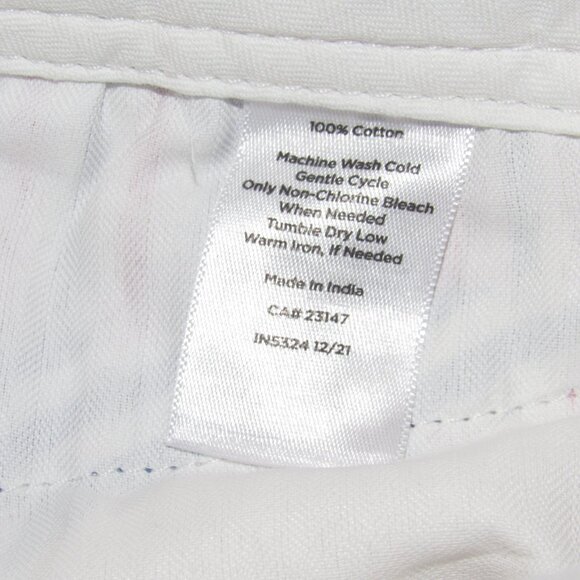 100% Cotton
Machine Wash Cold
Gentle Cycle
Only Non-Chlorine Bleach
When Needed
Tumble Dry Low
Warm Iron, If Needed
Made in India
CA# 23147
IN5324 12/21